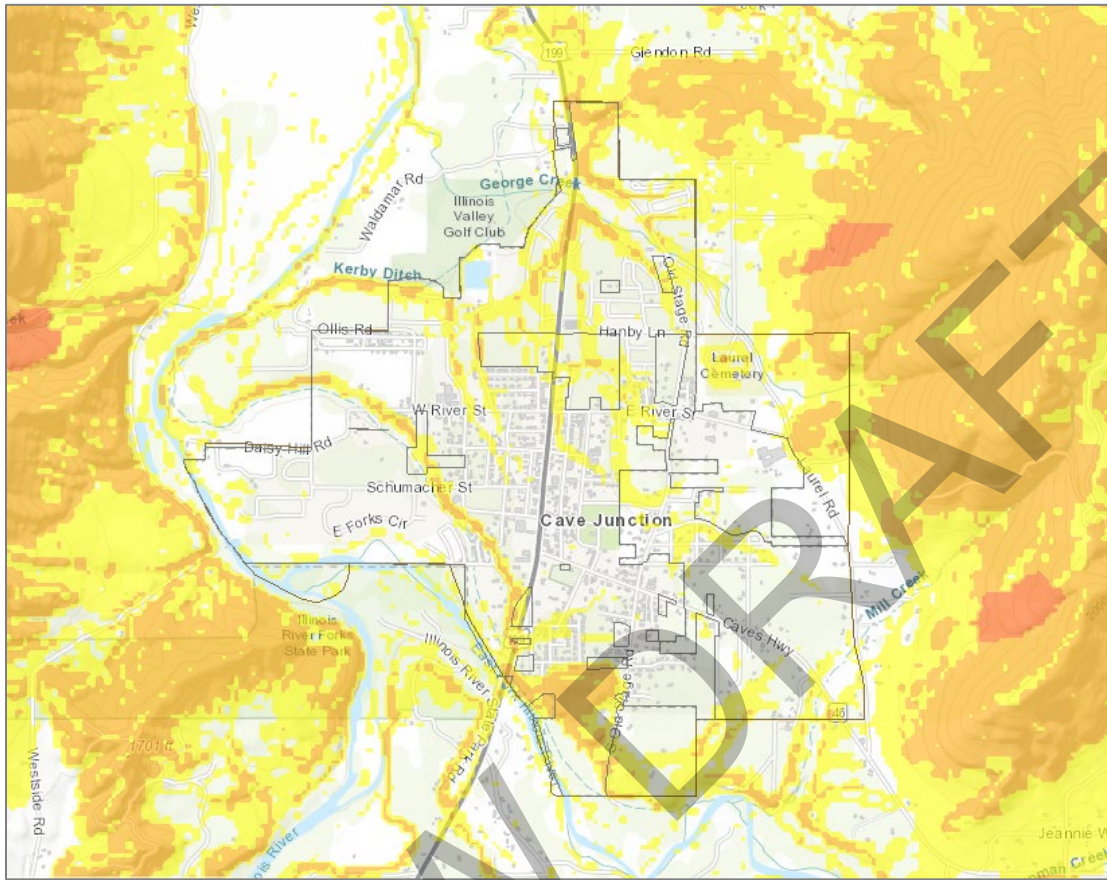 Glendon Rd
199
Waldamar Rd
George Creek
Illinois
Valley
Golf Club
Kerby Ditch
Old Stage Rd
Ollis Rd
Hanby Ln
Laurel
Cemetery
W River St
E River St
Daisy Hill Rd
Schumacher St
Laurel Rd
E Forks Cir
Cave Junction
Mill Creek
Illinois
River Forks
State Park
Caves Hwy
Illinois River State Park Rd
Old Stage Rd
46
1701 ft
Westside Rd
Jeannie W
DRAFT